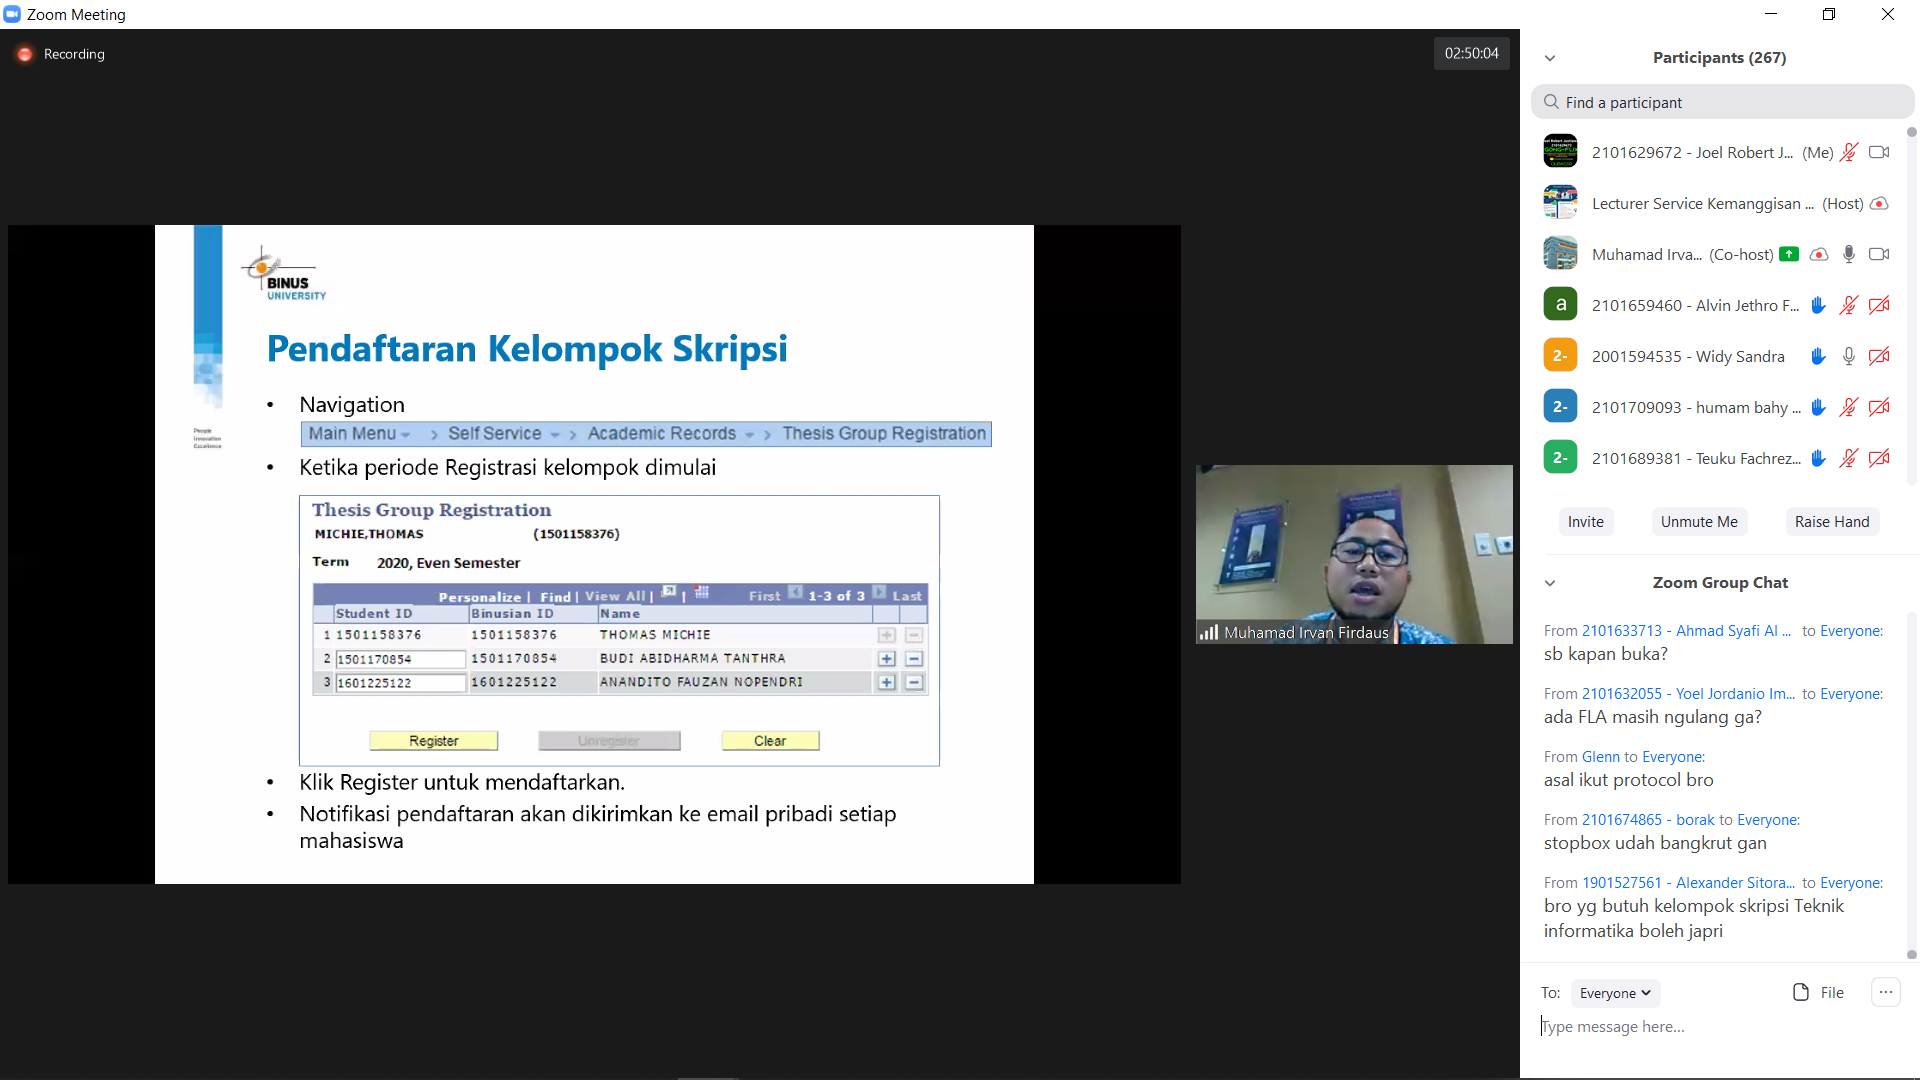 Zoom Meeting
Recording
02:50:04
BINUS
UNIVERSITY
People
Innovation
Excellence
Pendaftaran Kelompok Skripsi
• Navigation
Main Menu > Self Service > Academic Records > Thesis Group Registration
• Ketika periode Registrasi kelompok dimulai
Thesis Group Registration
MICHIE,THOMAS (1501158376)
Term 2020, Even Semester
Personalize | Find | View All | | First 1-3 of 3 Last
Student ID Binusian ID Name
1 1501158376 1501158376 THOMAS MICHIE
2 1501170854 1501170854 BUDI ABIDHARMA TANTHRA
3 1601225122 1601225122 ANANDITO FAUZAN NOPENDRI
Register Unregister Clear
• Klik Register untuk mendaftarkan.
• Notifikasi pendaftaran akan dikirimkan ke email pribadi setiap
mahasiswa
Muhamad Irvan Firdaus
Participants (267)
Find a participant
2101629672 - Joel Robert J... (Me)
Lecturer Service Kemanggisan ... (Host)
Muhamad Irva... (Co-host)
a 2101659460 - Alvin Jethro F...
2- 2001594535 - Widy Sandra
2- 2101709093 - humam bahy ...
2- 2101689381 - Teuku Fachrez...
Invite Unmute Me Raise Hand
Zoom Group Chat
From 2101633713 - Ahmad Syafi Al ... to Everyone:
sb kapan buka?
From 2101632055 - Yoel Jordanio Im... to Everyone:
ada FLA masih ngulang ga?
From Glenn to Everyone:
asal ikut protocol bro
From 2101674865 - borak to Everyone:
stopbox udah bangkrut gan
From 1901527561 - Alexander Sitora... to Everyone:
bro yg butuh kelompok skripsi Teknik
informatika boleh japri
To: Everyone File ...
Type message here...